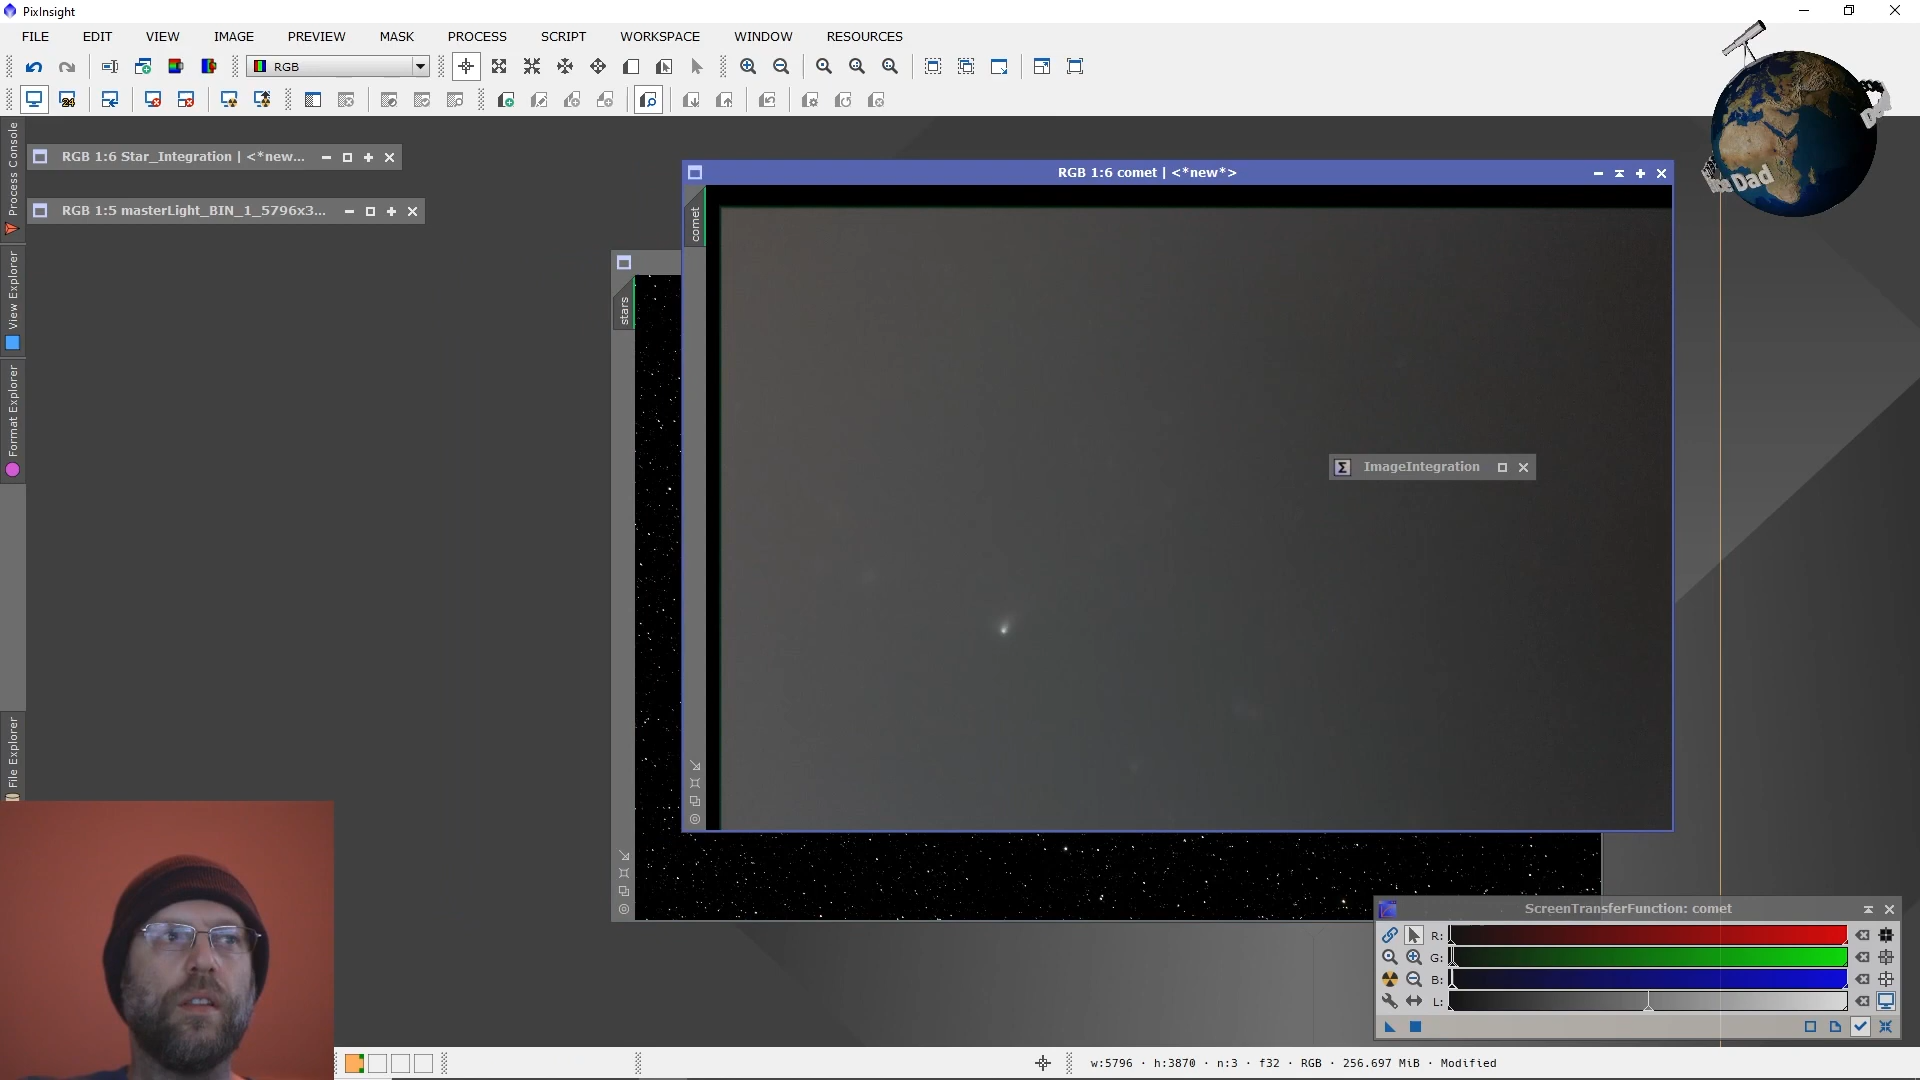 PixInsight
FILE EDIT VIEW IMAGE PREVIEW MASK PROCESS SCRIPT WORKSPACE WINDOW RESOURCES
RGB
24
Process Console
View Explorer
Format Explorer
File Explorer
RGB 1:6 Star_Integration | <*new...
RGB 1:5 masterLight_BIN_1_5796x3...
stars
RGB 1:6 comet | <*new*>
comet
ImageIntegration
Dad
ScreenTransferFunction: comet
R:
G:
B:
L:
w:5796 · h:3870 · n:3 · f32 · RGB · 256.697 MiB · Modified